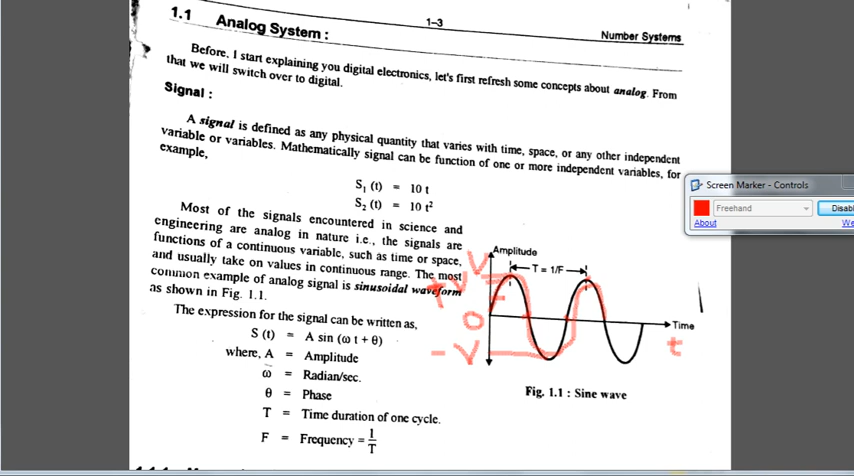 1.1 Analog System :
1–3
Number Systems
Before, I start explaining you digital electronics, let's first refresh some concepts about analog. From
that we will switch over to digital.
Signal :
A signal is defined as any physical quantity that varies with time, space, or any other independent
variable or variables. Mathematically signal can be function of one or more independent variables, for
example,
S₁ (t) = 10 t
S₂ (t) = 10 t²
Most of the signals encountered in science and
engineering are analog in nature i.e., the signals are
functions of a continuous variable, such as time or space,
and usually take on values in continuous range. The most
common example of analog signal is sinusoidal waveform
as shown in Fig. 1.1.
The expression for the signal can be written as,
S (t) = A sin (ω t + θ)
where, A = Amplitude
ω = Radian/sec.
θ = Phase
T = Time duration of one cycle.
F = Frequency = 1/T
Amplitude
T = 1/F
V
+V
0
-V
Time
t
Fig. 1.1 : Sine wave
Screen Marker - Controls
Freehand
Disabl
About
We